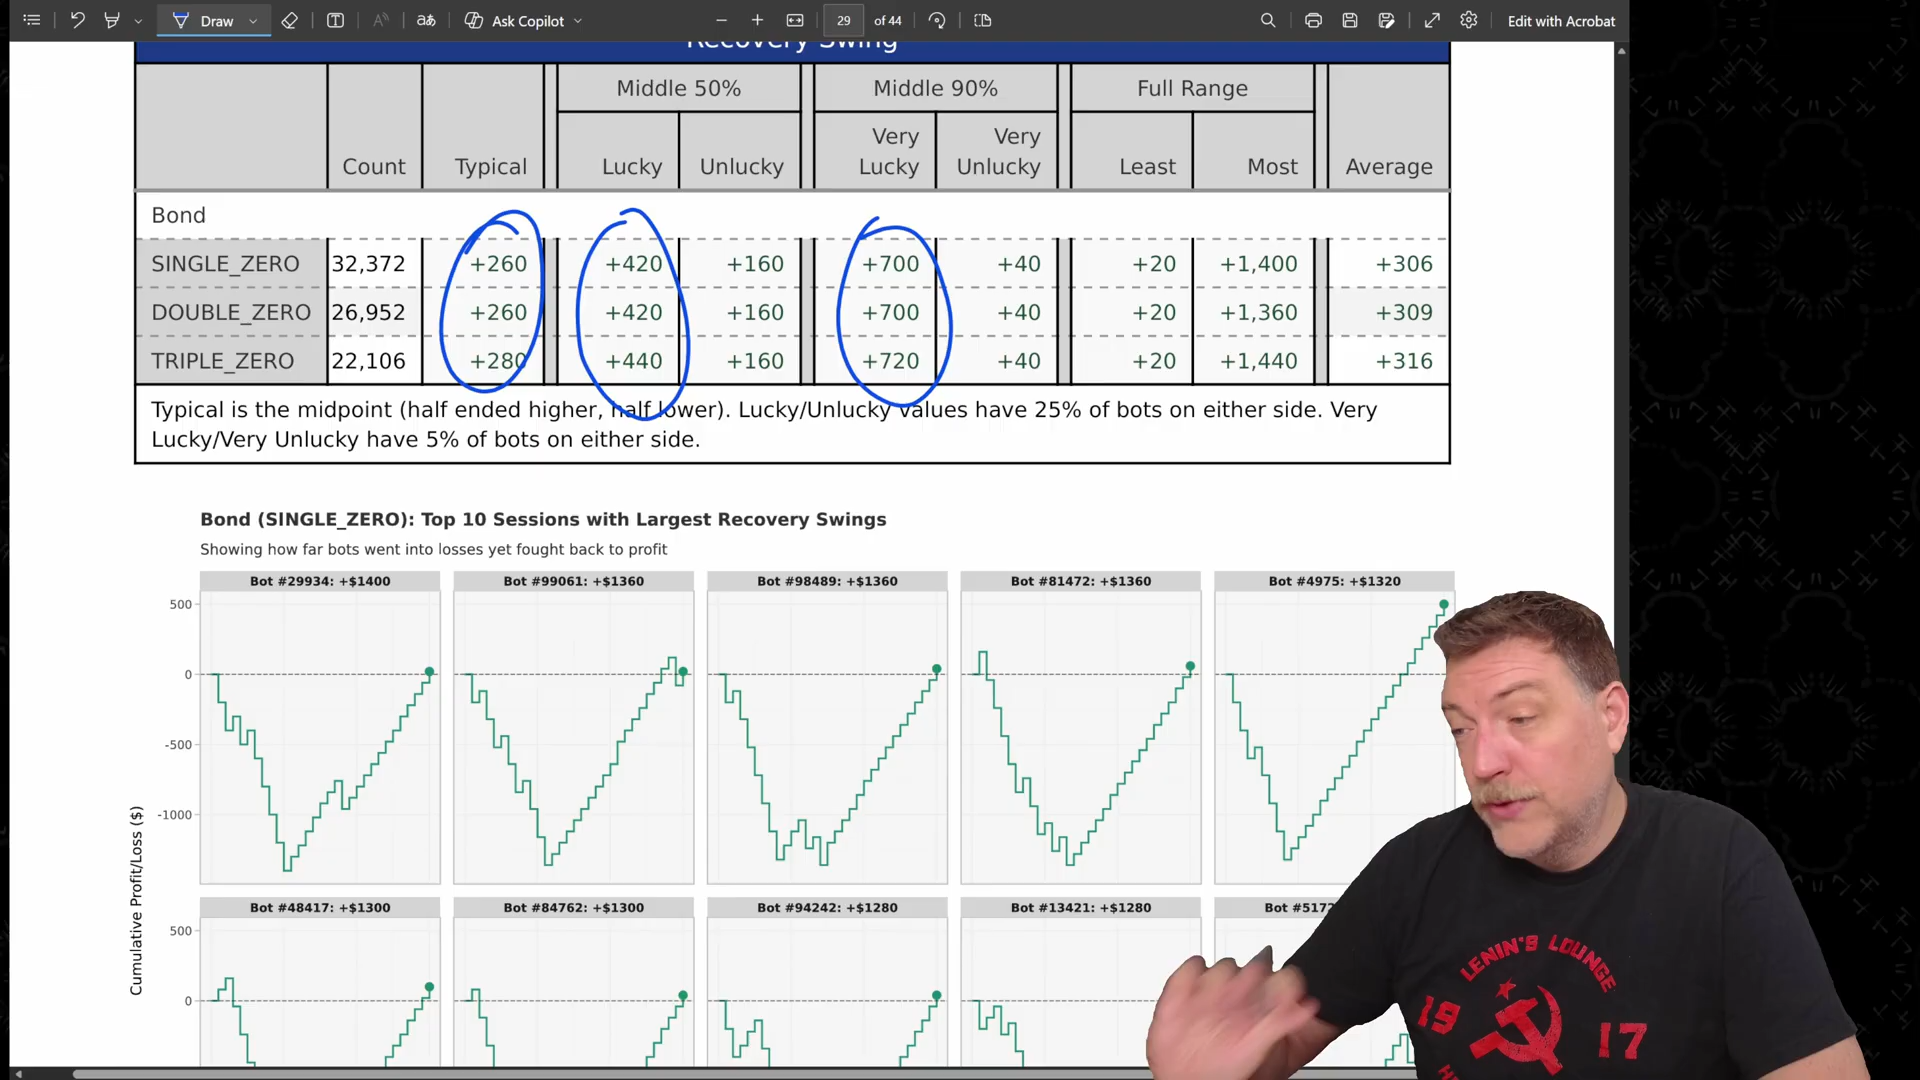 Draw
Ask Copilot
29 of 44
Edit with Acrobat
Recovery Swing
Middle 50% Middle 90% Full Range
Count Typical Lucky Unlucky Very Lucky Very Unlucky Least Most Average
Bond
SINGLE_ZERO 32,372 +260 +420 +160 +700 +40 +20 +1,400 +306
DOUBLE_ZERO 26,952 +260 +420 +160 +700 +40 +20 +1,360 +309
TRIPLE_ZERO 22,106 +280 +440 +160 +720 +40 +20 +1,440 +316
Typical is the midpoint (half ended higher, half lower). Lucky/Unlucky values have 25% of bots on either side. Very
Lucky/Very Unlucky have 5% of bots on either side.
Bond (SINGLE_ZERO): Top 10 Sessions with Largest Recovery Swings
Showing how far bots went into losses yet fought back to profit
Bot #29934: +$1400 Bot #99061: +$1360 Bot #98489: +$1360 Bot #81472: +$1360 Bot #4975: +$1320
500
0
-500
-1000
Cumulative Profit/Loss ($)
Bot #48417: +$1300 Bot #84762: +$1300 Bot #94242: +$1280 Bot #13421: +$1280 Bot #5172
500
0
LENIN'S LOUNGE
19 17